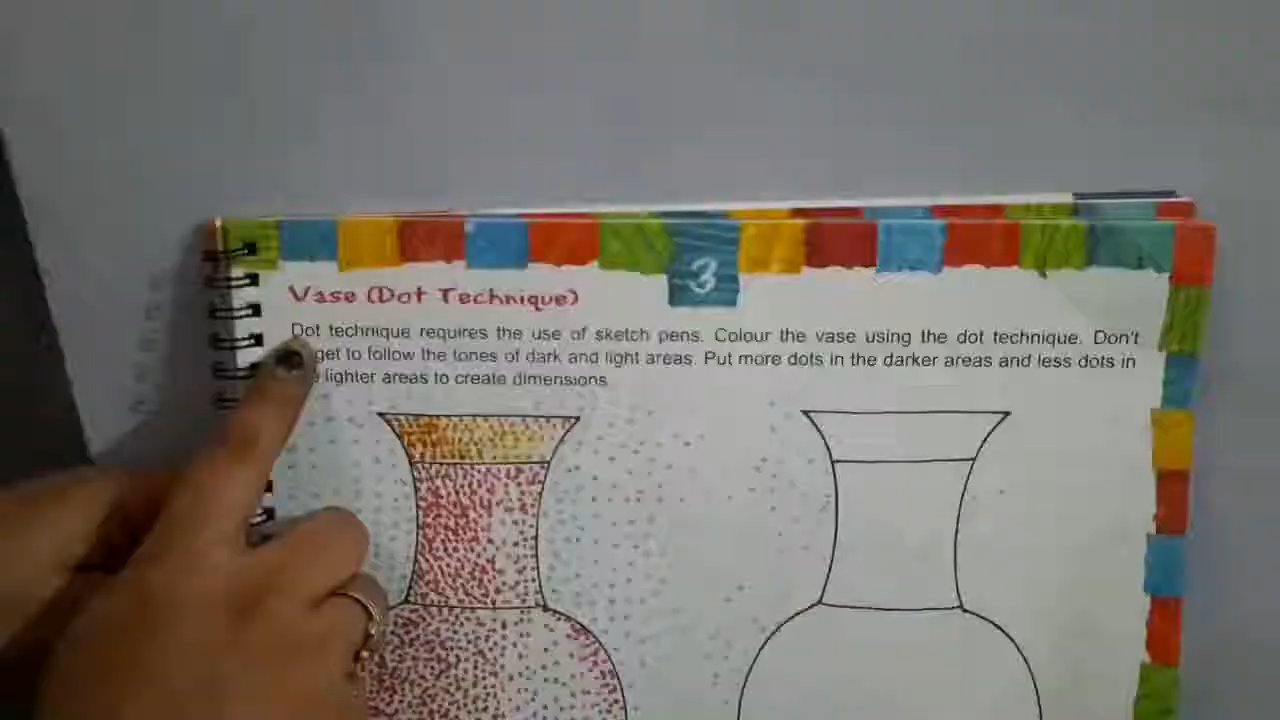 3
Vase (Dot Technique)
Dot technique requires the use of sketch pens. Colour the vase using the dot technique. Don't
get to follow the tones of dark and light areas. Put more dots in the darker areas and less dots in
lighter areas to create dimensions